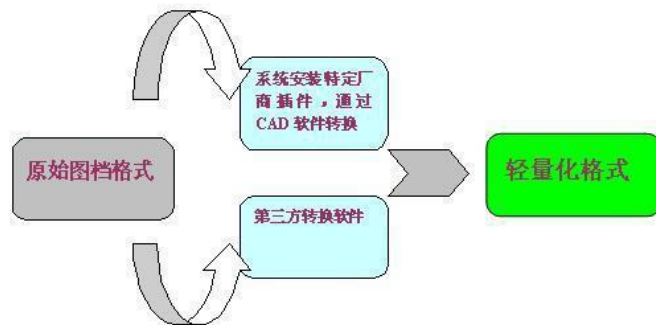 原始图档格式
系统安装特定厂
商插件，通过
CAD 软件转换
第三方转换软件
轻量化格式